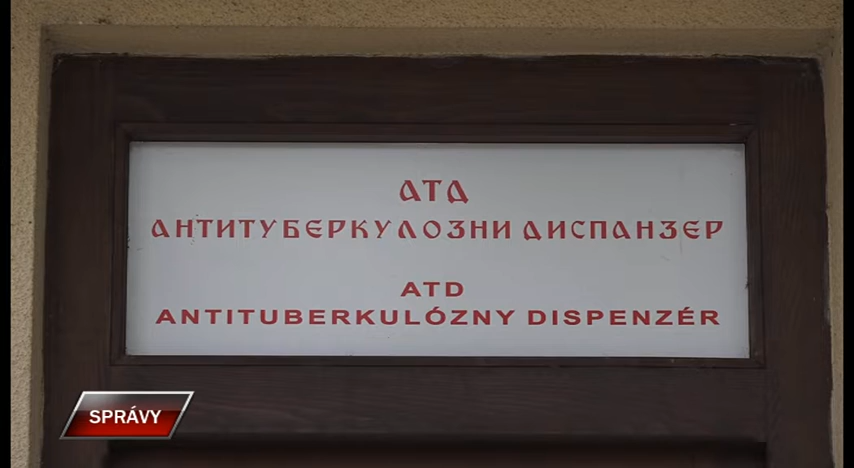 АТД
АНТИТУБЕРКУЛОЗНИ ДИСПАНЗЕР
ATD
ANTITUBERKULÓZNY DISPENZÉR
SPRÁVY